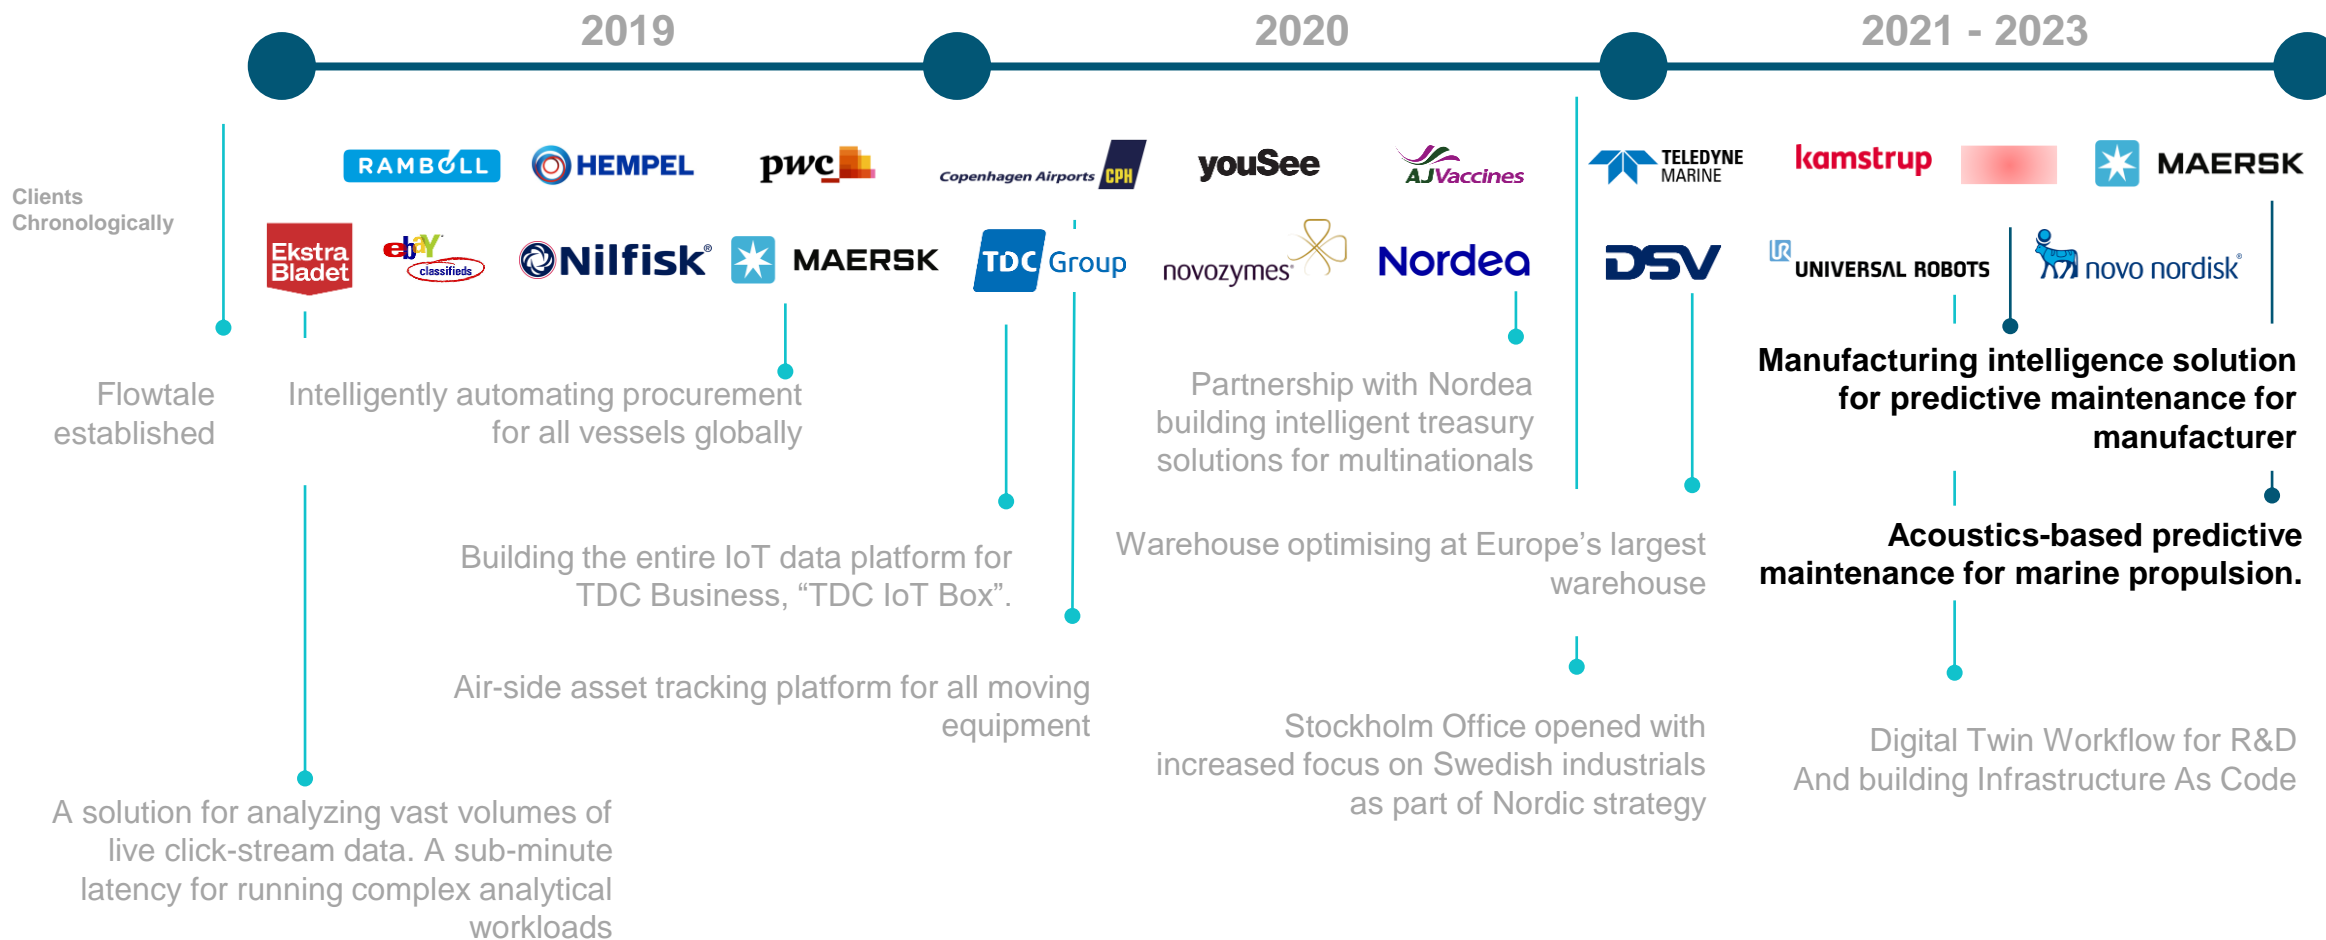 2019
2020
2021 - 2023
Clients
Chronologically
RAMBOLL
HEMPEL
pwc
Copenhagen Airports CPH
youSee
AJVaccines
TELEDYNE
MARINE
kamstrup
MAERSK
Ekstra
Bladet
ebaY
classifieds
Nilfisk®
MAERSK
TDC Group
novozymes
Nordea
DSV
UR
UNIVERSAL ROBOTS
novo nordisk®
Flowtale
established
Intelligently automating procurement
for all vessels globally
Partnership with Nordea
building intelligent treasury
solutions for multinationals
Manufacturing intelligence solution
for predictive maintenance for
manufacturer
Building the entire IoT data platform for
TDC Business, “TDC IoT Box”.
Warehouse optimising at Europe’s largest
warehouse
Acoustics-based predictive
maintenance for marine propulsion.
Air-side asset tracking platform for all moving
equipment
Stockholm Office opened with
increased focus on Swedish industrials
as part of Nordic strategy
Digital Twin Workflow for R&D
And building Infrastructure As Code
A solution for analyzing vast volumes of
live click-stream data. A sub-minute
latency for running complex analytical
workloads